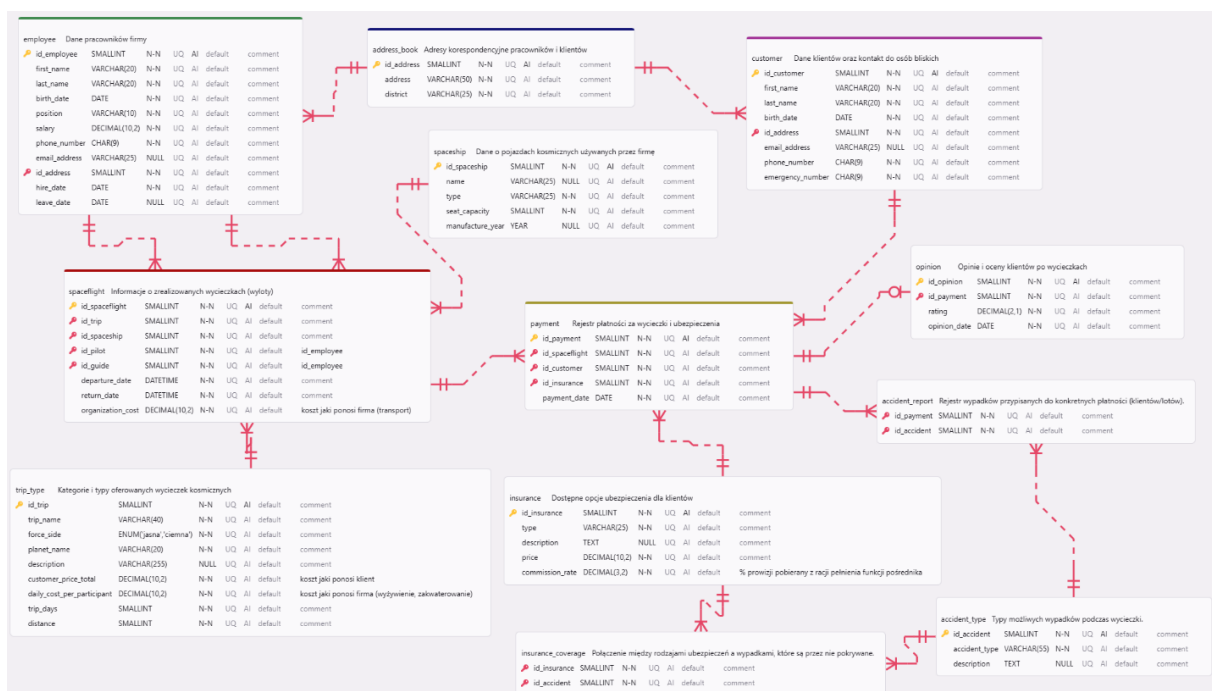 employee Dane pracowników firmy
id_employee SMALLINT N-N UQ AI default comment
first_name VARCHAR(20) N-N UQ AI default comment
last_name VARCHAR(20) N-N UQ AI default comment
birth_date DATE N-N UQ AI default comment
position VARCHAR(10) N-N UQ AI default comment
salary DECIMAL(10,2) N-N UQ AI default comment
phone_number CHAR(9) N-N UQ AI default comment
email_address VARCHAR(25) NULL UQ AI default comment
id_address SMALLINT N-N UQ AI default comment
hire_date DATE N-N UQ AI default comment
leave_date DATE NULL UQ AI default comment
address_book Adresy korespondencyjne pracowników i klientów
id_address SMALLINT N-N UQ AI default comment
address VARCHAR(50) N-N UQ AI default comment
district VARCHAR(25) N-N UQ AI default comment
customer Dane klientów oraz kontakt do osób bliskich
id_customer SMALLINT N-N UQ AI default comment
first_name VARCHAR(20) N-N UQ AI default comment
last_name VARCHAR(20) N-N UQ AI default comment
birth_date DATE N-N UQ AI default comment
id_address SMALLINT N-N UQ AI default comment
email_address VARCHAR(25) NULL UQ AI default comment
phone_number CHAR(9) N-N UQ AI default comment
emergency_number CHAR(9) N-N UQ AI default comment
spaceship Dane o pojazdach kosmicznych używanych przez firmę
id_spaceship SMALLINT N-N UQ AI default comment
name VARCHAR(25) NULL UQ AI default comment
type VARCHAR(25) N-N UQ AI default comment
seat_capacity SMALLINT N-N UQ AI default comment
manufacture_year YEAR NULL UQ AI default comment
spaceflight Informacje o zrealizowanych wycieczkach (wyloty)
id_spaceflight SMALLINT N-N UQ AI default comment
id_trip SMALLINT N-N UQ AI default comment
id_spaceship SMALLINT N-N UQ AI default comment
id_pilot SMALLINT N-N UQ AI default id_employee
id_guide SMALLINT N-N UQ AI default id_employee
departure_date DATETIME N-N UQ AI default comment
return_date DATETIME N-N UQ AI default comment
organization_cost DECIMAL(10,2) N-N UQ AI default koszt jaki ponosi firma (transport)
opinion Opinie i oceny klientów po wycieczkach
id_opinion SMALLINT N-N UQ AI default comment
id_payment SMALLINT N-N UQ AI default comment
rating DECIMAL(2,1) N-N UQ AI default comment
opinion_date DATE N-N UQ AI default comment
payment Rejestr płatności za wycieczki i ubezpieczenia
id_payment SMALLINT N-N UQ AI default comment
id_spaceflight SMALLINT N-N UQ AI default comment
id_customer SMALLINT N-N UQ AI default comment
id_insurance SMALLINT N-N UQ AI default comment
payment_date DATE N-N UQ AI default comment
accident_report Rejestr wypadków przypisanych do konkretnych płatności (klientów/lotów).
id_payment SMALLINT N-N UQ AI default comment
id_accident SMALLINT N-N UQ AI default comment
trip_type Kategorie i typy oferowanych wycieczek kosmicznych
id_trip SMALLINT N-N UQ AI default comment
trip_name VARCHAR(40) N-N UQ AI default comment
force_side ENUM('jasna','ciemna') N-N UQ AI default comment
planet_name VARCHAR(20) N-N UQ AI default comment
description VARCHAR(255) NULL UQ AI default comment
customer_price_total DECIMAL(10,2) N-N UQ AI default koszt jaki ponosi klient
daily_cost_per_participant DECIMAL(10,2) N-N UQ AI default koszt jaki ponosi firma (wyżywienie, zakwaterowanie)
trip_days SMALLINT N-N UQ AI default comment
distance SMALLINT N-N UQ AI default comment
insurance Dostępne opcje ubezpieczenia dla klientów
id_insurance SMALLINT N-N UQ AI default comment
type VARCHAR(25) N-N UQ AI default comment
description TEXT NULL UQ AI default comment
price DECIMAL(10,2) N-N UQ AI default comment
commission_rate DECIMAL(3,2) N-N UQ AI default % prowizji pobierany z racji pełnienia funkcji pośrednika
accident_type Typy możliwych wypadków podczas wycieczki.
id_accident SMALLINT N-N UQ AI default comment
accident_type VARCHAR(55) N-N UQ AI default comment
description TEXT NULL UQ AI default comment
insurance_coverage Połączenie między rodzajami ubezpieczeń a wypadkami, które są przez nie pokrywane.
id_insurance SMALLINT N-N UQ AI default comment
id_accident SMALLINT N-N UQ AI default comment